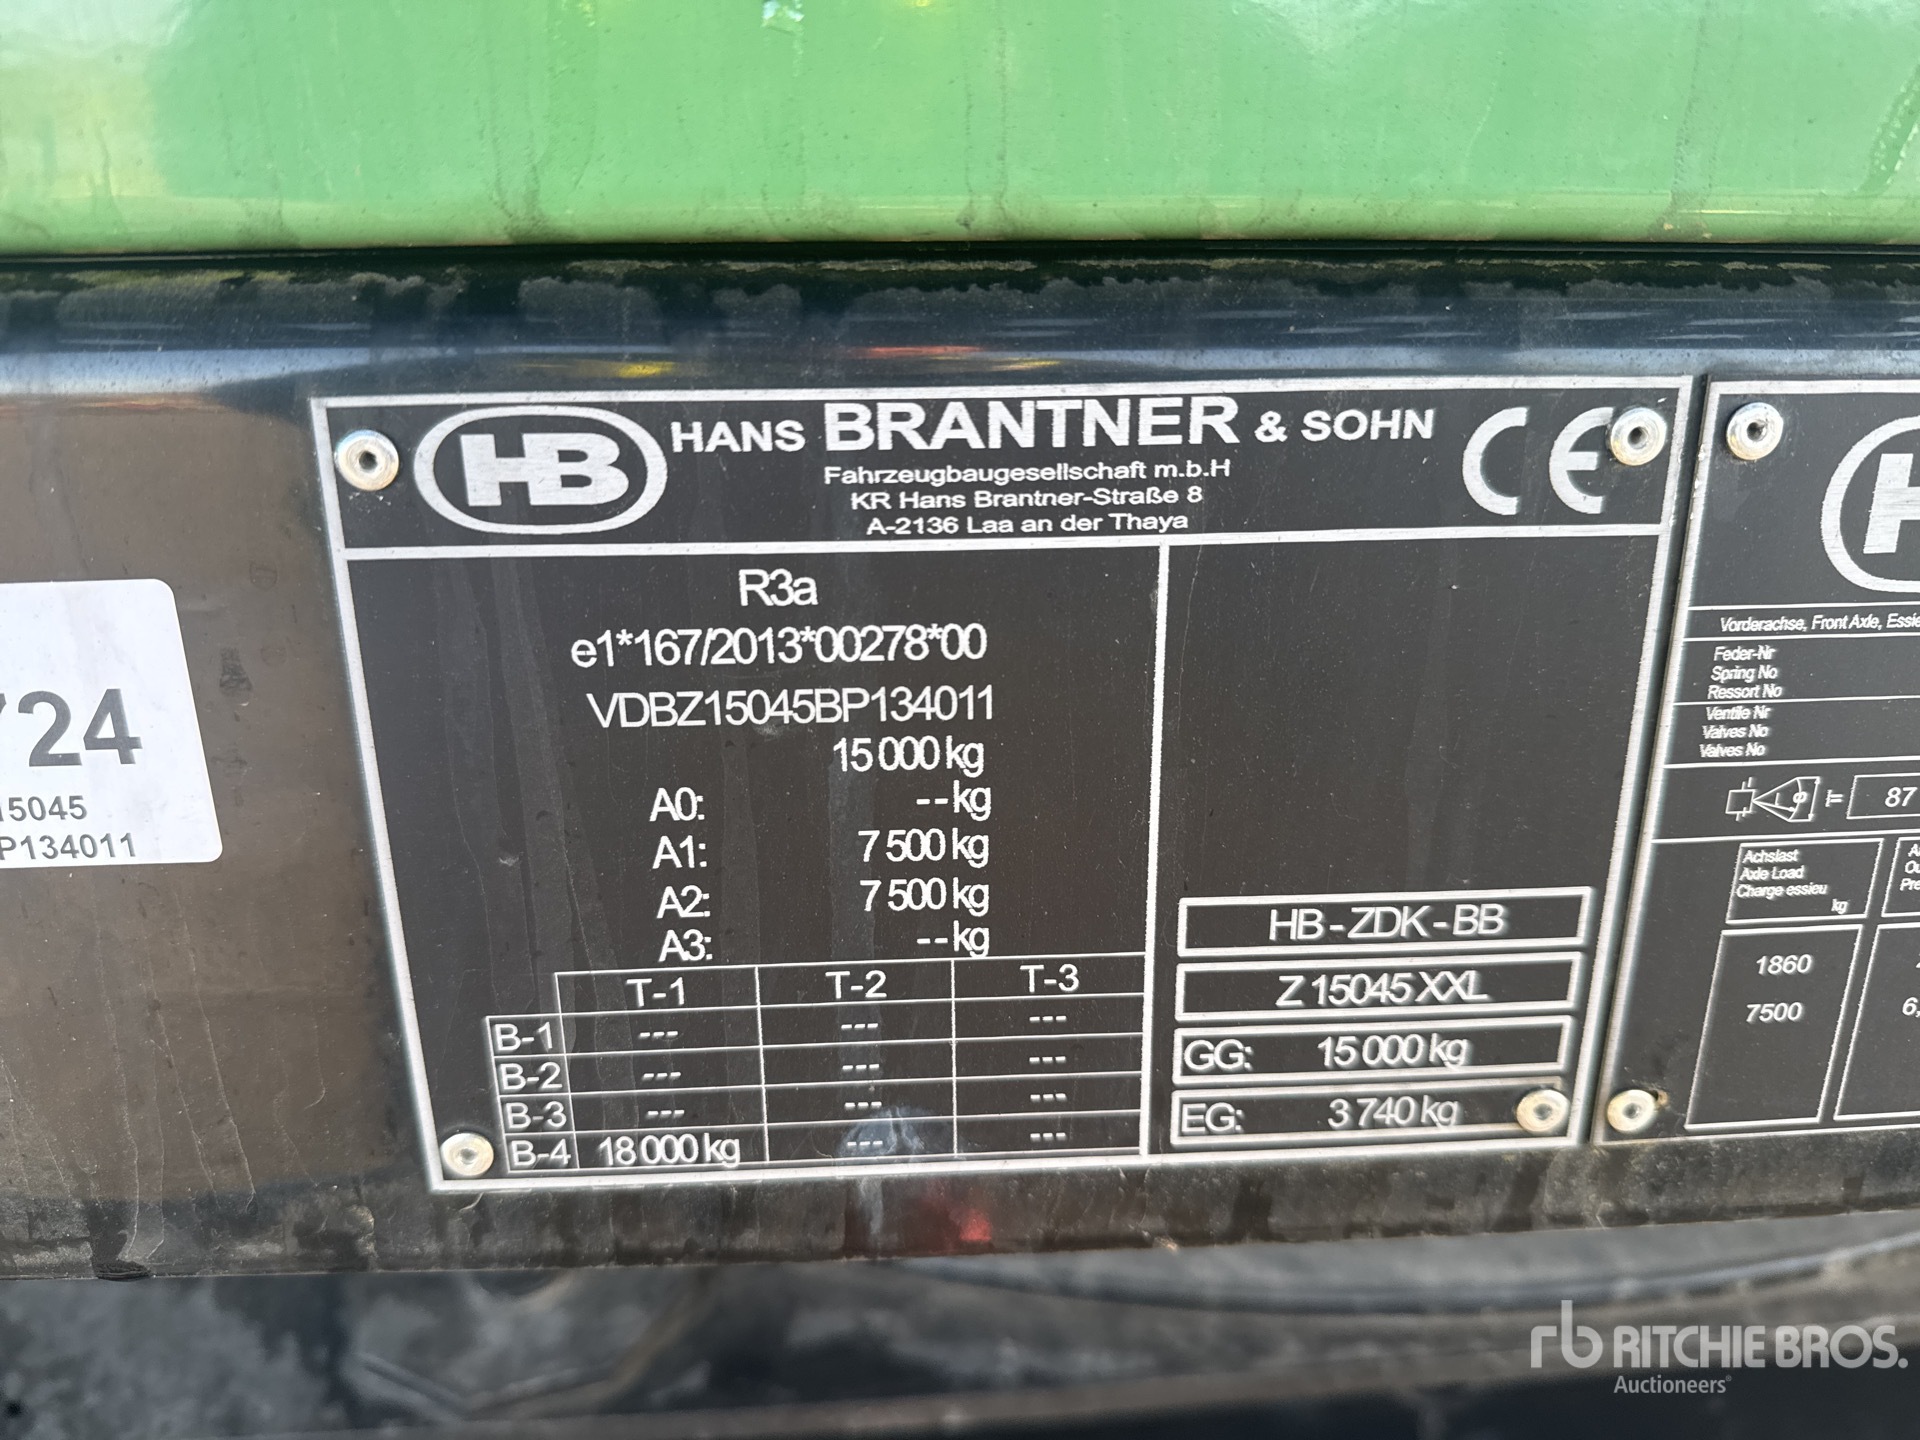 HB HANS BRANTNER & SOHN CE
Fahrzeugbaugesellschaft m.b.H
KR Hans Brantner-Straße 8
A-2136 Laa an der Thaya
R3a
e1*167/2013*00278*00
VDBZ15045BP134011
15 000 kg
A0: -- kg
A1: 7 500 kg
A2: 7 500 kg
A3: -- kg
T-1 T-2 T-3
B-1 --- --- ---
B-2 --- --- ---
B-3 --- --- ---
B-4 18 000 kg --- ---
HB - ZDK - BB
Z 15045 XXL
GG: 15 000 kg
EG: 3 740 kg
724
15045
P134011
Vorderachse, Front Axle,
Feder-Nr
Spring No
Ressort No
Ventile Nr
Valves No
Valves No
T= 87
Achslast
Axle Load
Charge essieu
kg
1860
7500
6,
rb RITCHIE BROS.
Auctioneers®